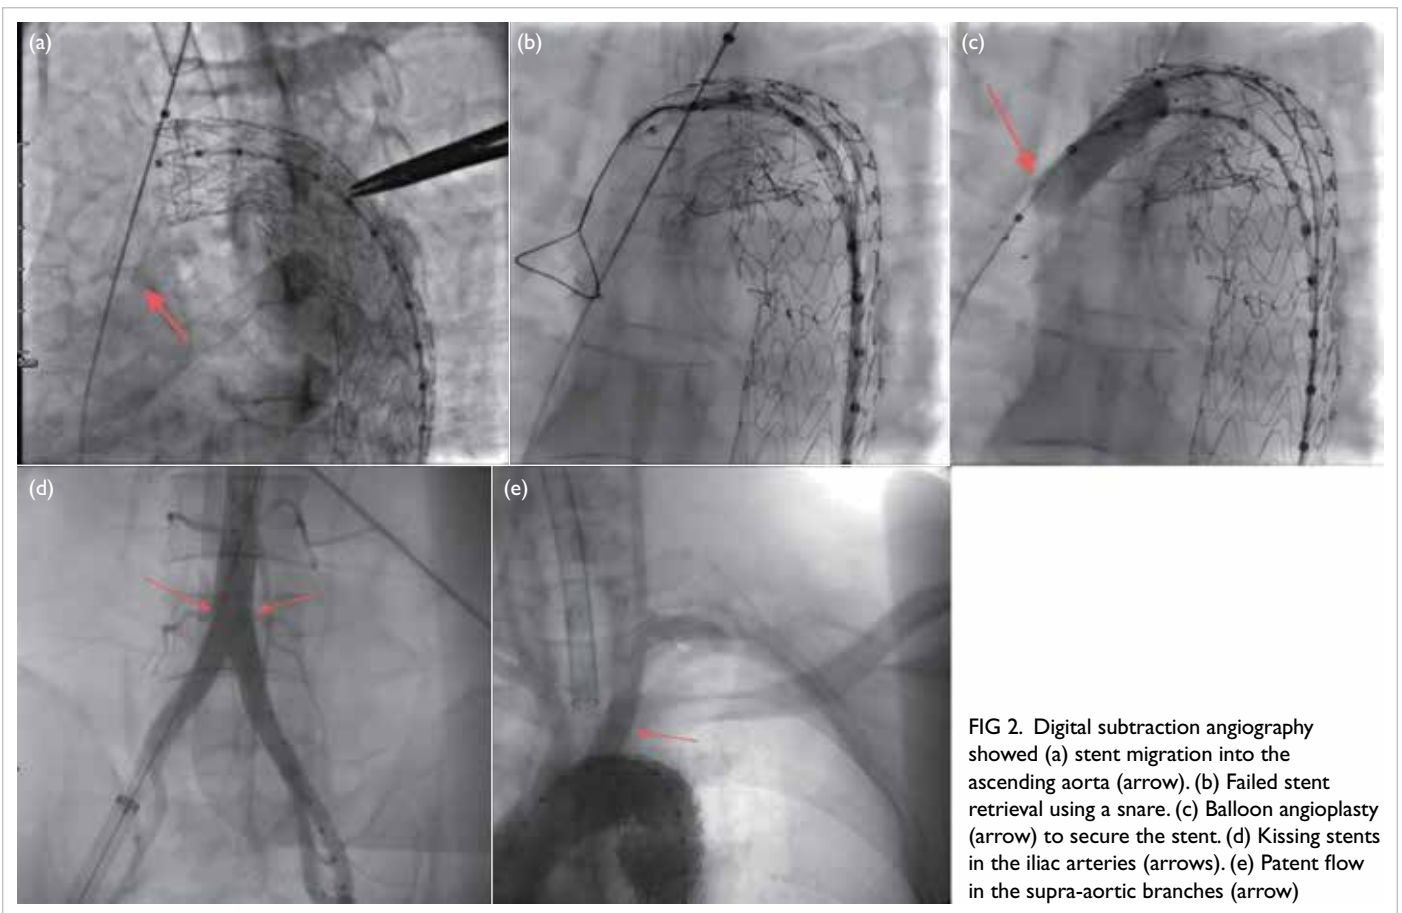 (a)
(b)
(c)
(d)
(e)
FIG 2. Digital subtraction angiography
showed (a) stent migration into the
ascending aorta (arrow). (b) Failed stent
retrieval using a snare. (c) Balloon angioplasty
(arrow) to secure the stent. (d) Kissing stents
in the iliac arteries (arrows). (e) Patent flow
in the supra-aortic branches (arrow)